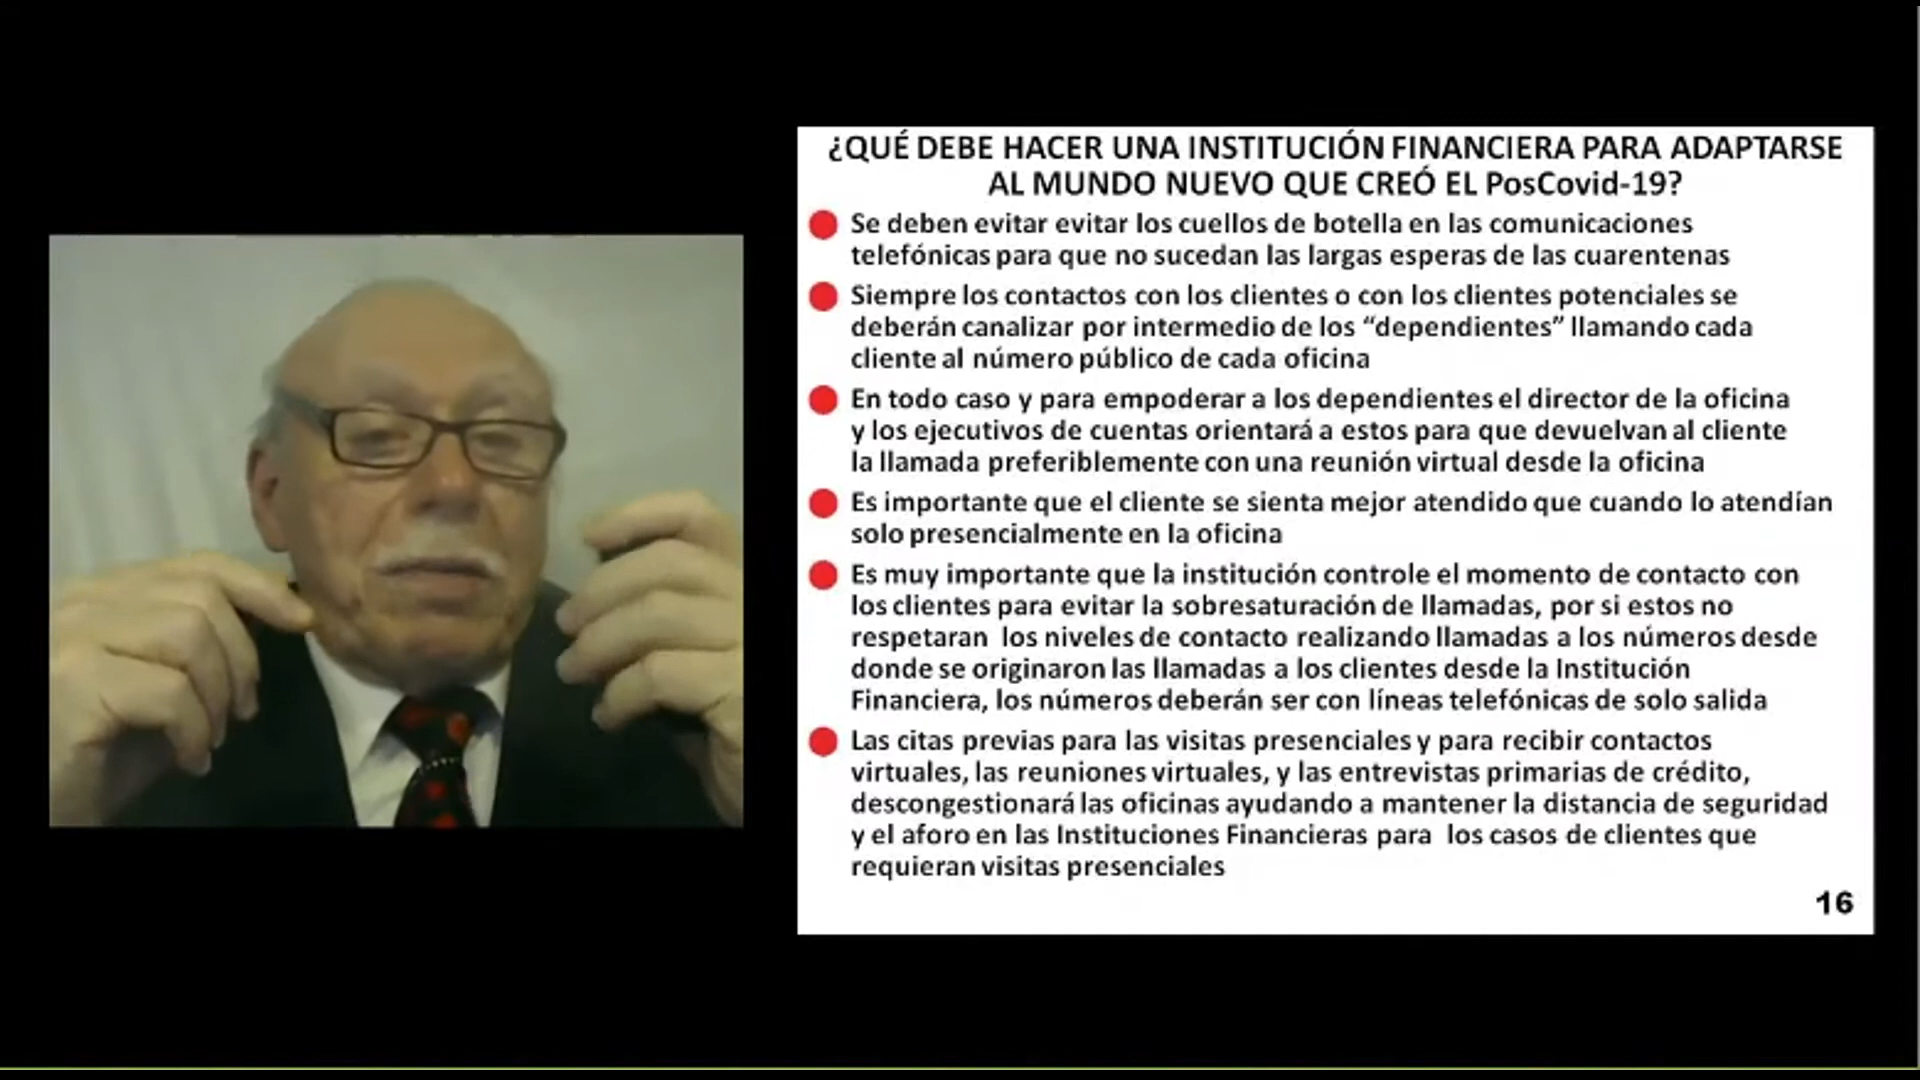 ¿QUÉ DEBE HACER UNA INSTITUCIÓN FINANCIERA PARA ADAPTARSE
AL MUNDO NUEVO QUE CREÓ EL PosCovid-19?
Se deben evitar evitar los cuellos de botella en las comunicaciones
telefónicas para que no sucedan las largas esperas de las cuarentenas
Siempre los contactos con los clientes o con los clientes potenciales se
deberán canalizar por intermedio de los “dependientes” llamando cada
cliente al número público de cada oficina
En todo caso y para empoderar a los dependientes el director de la oficina
y los ejecutivos de cuentas orientará a estos para que devuelvan al cliente
la llamada preferiblemente con una reunión virtual desde la oficina
Es importante que el cliente se sienta mejor atendido que cuando lo atendían
solo presencialmente en la oficina
Es muy importante que la institución controle el momento de contacto con
los clientes para evitar la sobresaturación de llamadas, por si estos no
respetaran los niveles de contacto realizando llamadas a los números desde
donde se originaron las llamadas a los clientes desde la Institución
Financiera, los números deberán ser con líneas telefónicas de solo salida
Las citas previas para las visitas presenciales y para recibir contactos
virtuales, las reuniones virtuales, y las entrevistas primarias de crédito,
descongestionará las oficinas ayudando a mantener la distancia de seguridad
y el aforo en las Instituciones Financieras para los casos de clientes que
requieran visitas presenciales
16